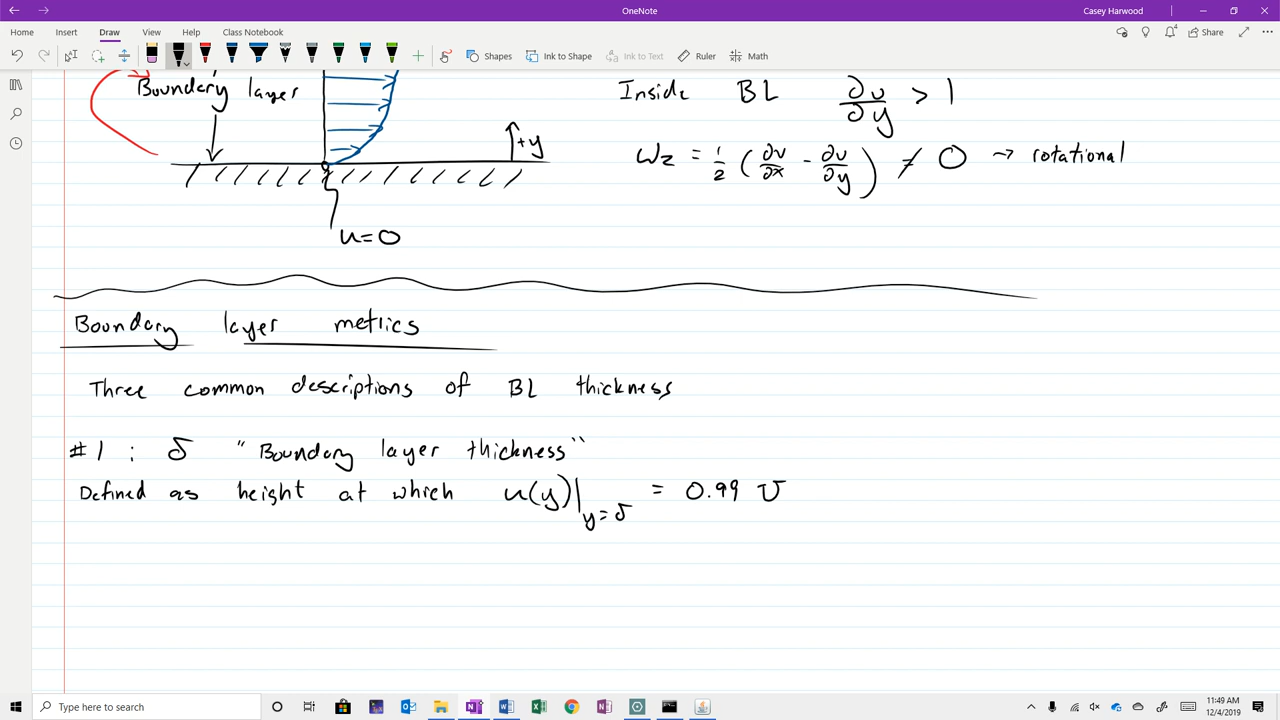 OneNote
Casey Harwood
Home Insert Draw View Help Class Notebook
Share
Shapes Ink to Shape Ink to Text Ruler Math
Boundary layer
+y
u=0
Inside BL ∂u/∂y > 1
ωz = 1/2 (∂v/∂x - ∂u/∂y) ≠ 0 → rotational
Boundary layer metrics
Three common descriptions of BL thickness
#1 : δ "Boundary layer thickness"
Defined as height at which u(y)|y=δ = 0.99 U
Type here to search
11:49 AM
12/4/2019